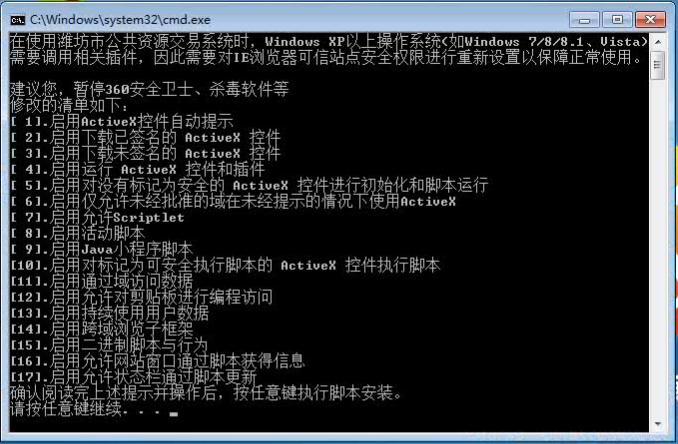 C:\Windows\system32\cmd.exe
在使用潍坊市公共资源交易系统时，Windows XP以上操作系统(如Windows 7/8/8.1、Vista)
需要调用相关插件，因此需要对IE浏览器可信站点安全权限进行重新设置以保障正常使用。
建议您，暂停360安全卫士、杀毒软件等
修改的清单如下：
[ 1].启用ActiveX控件自动提示
[ 2].启用下载已签名的 ActiveX 控件
[ 3].启用下载未签名的 ActiveX 控件
[ 4].启用运行 ActiveX 控件和插件
[ 5].启用对没有标记为安全的 ActiveX 控件进行初始化和脚本运行
[ 6].启用仅允许未经批准的域在未经提示的情况下使用ActiveX
[ 7].启用允许Scriptlet
[ 8].启用活动脚本
[ 9].启用Java小程序脚本
[10].启用对标记为可安全执行脚本的 ActiveX 控件执行脚本
[11].启用通过域访问数据
[12].启用允许对剪贴板进行编程访问
[13].启用持续使用用户数据
[14].启用跨域浏览子框架
[15].启用二进制脚本与行为
[16].启用允许网站窗口通过脚本获得信息
[17].启用允许状态栏通过脚本更新
确认阅读完上述提示并操作后，按任意键执行脚本安装。
请按任意键继续. . . _